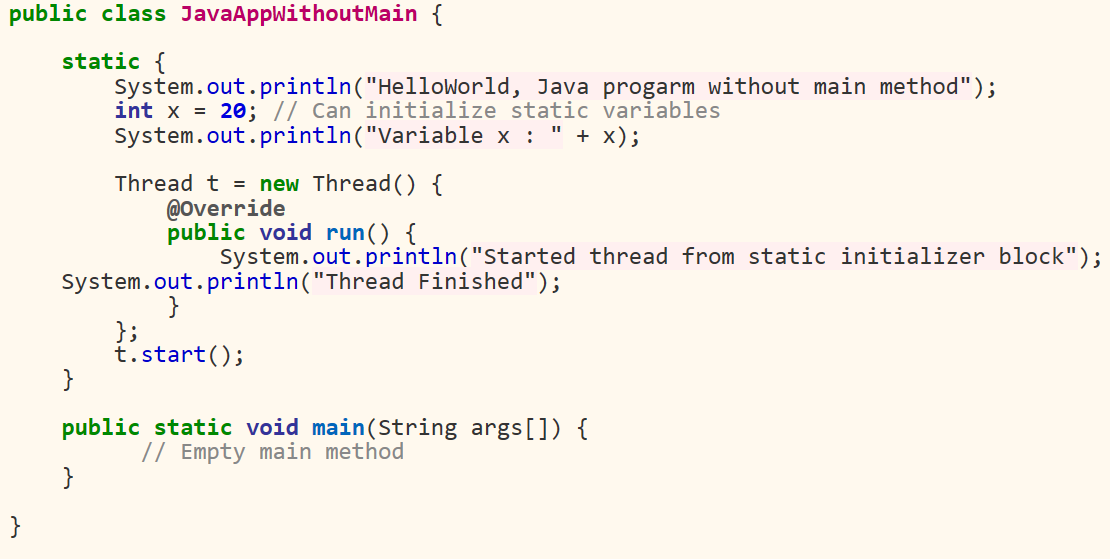 public class JavaAppWithoutMain {
static {
System.out.println("HelloWorld, Java progarm without main method");
int x = 20; // Can initialize static variables
System.out.println("Variable x : " + x);
Thread t = new Thread() {
@Override
public void run() {
System.out.println("Started thread from static initializer block");
System.out.println("Thread Finished");
}
};
t.start();
}
public static void main(String args[]) {
// Empty main method
}
}